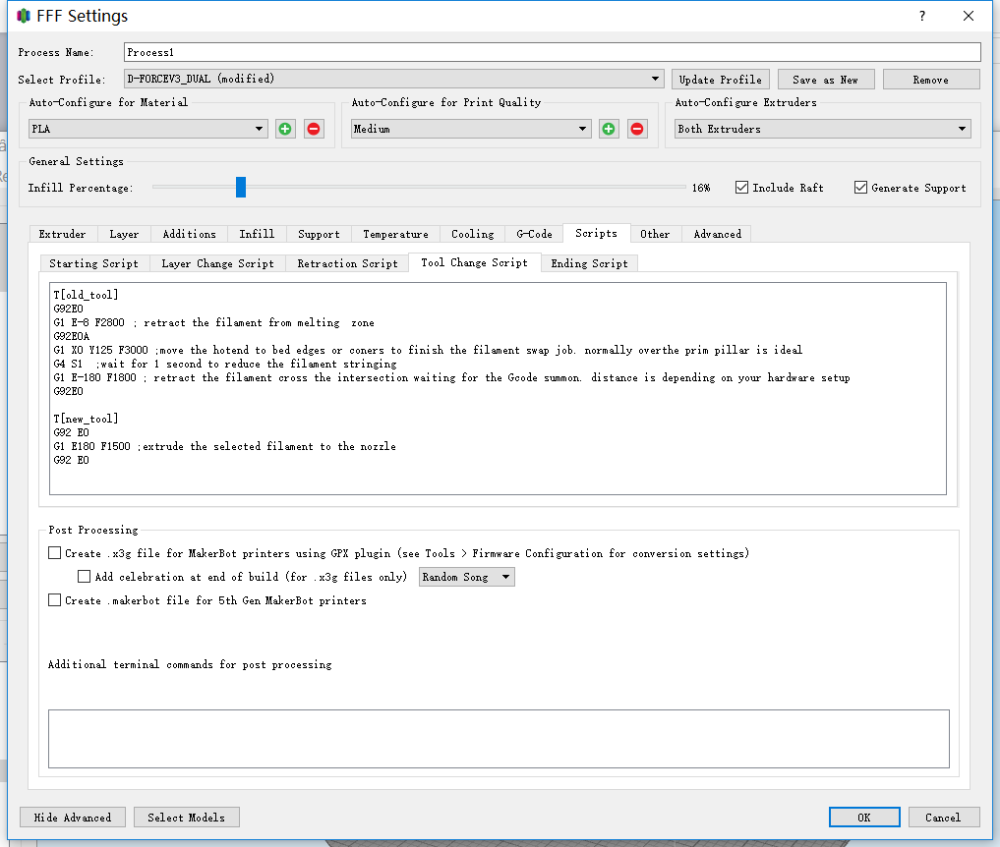 FFF Settings
?
Process Name: Process1
Select Profile: D-FORCEV3_DUAL (modified) Update Profile Save as New Remove
Auto-Configure for Material Auto-Configure for Print Quality Auto-Configure Extruders
PLA Medium Both Extruders
General Settings
Infill Percentage: 16% Include Raft Generate Support
Extruder Layer Additions Infill Support Temperature Cooling G-Code Scripts Other Advanced
Starting Script Layer Change Script Retraction Script Tool Change Script Ending Script
T[old_tool]
G92E0
G1 E-8 F2800 ; retract the filament from melting  zone
G92E0A
G1 X0 Y125 F3000 ;move the hotend to bed edges or coners to finish the filament swap job. normally overthe prim pillar is ideal
G4 S1  ;wait for 1 second to reduce the filament stringing
G1 E-180 F1800 ; retract the filament cross the intersection waiting for the Gcode summon. distance is depending on your hardware setup
G92E0
T[new_tool]
G92 E0
G1 E180 F1500 ;extrude the selected filament to the nozzle
G92 E0
Post Processing
Create .x3g file for MakerBot printers using GPX plugin (see Tools > Firmware Configuration for conversion settings)
Add celebration at end of build (for .x3g files only) Random Song
Create .makerbot file for 5th Gen MakerBot printers
Additional terminal commands for post processing
Hide Advanced Select Models OK Cancel